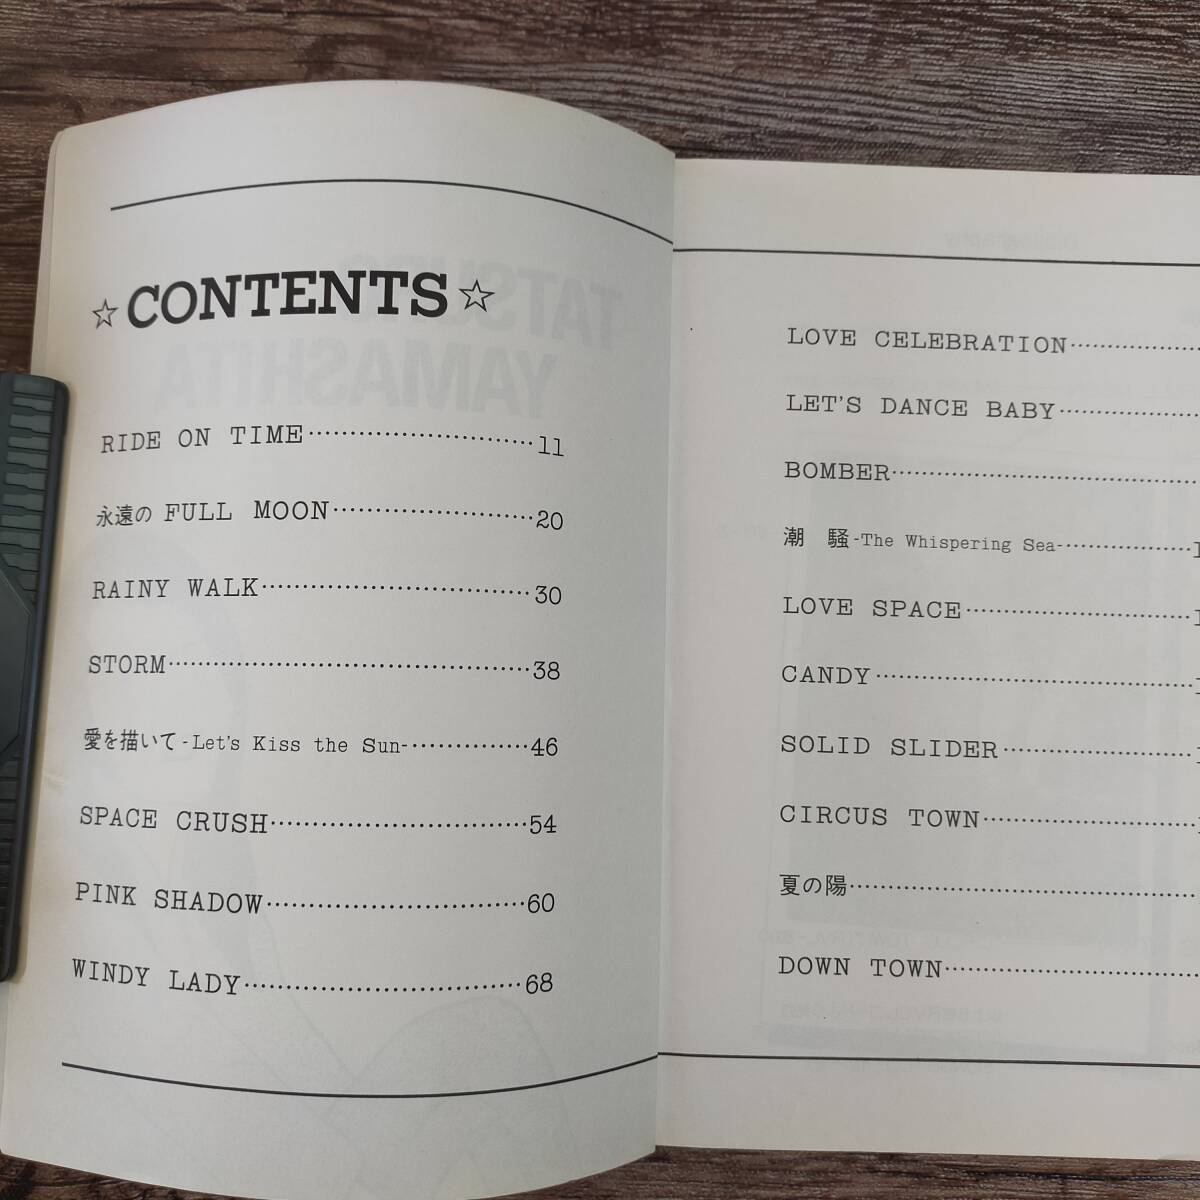 ☆CONTENTS☆
RIDE ON TIME⋯⋯⋯⋯⋯⋯⋯⋯⋯11
永遠の FULL MOON⋯⋯⋯⋯⋯⋯⋯⋯20
RAINY WALK⋯⋯⋯⋯⋯⋯⋯⋯⋯⋯30
STORM⋯⋯⋯⋯⋯⋯⋯⋯⋯⋯⋯⋯⋯38
愛を描いて -Let's Kiss the Sun-⋯⋯⋯⋯⋯46
SPACE CRUSH⋯⋯⋯⋯⋯⋯⋯⋯⋯⋯54
PINK SHADOW⋯⋯⋯⋯⋯⋯⋯⋯⋯⋯60
WINDY LADY⋯⋯⋯⋯⋯⋯⋯⋯⋯⋯68
LOVE CELEBRATION⋯⋯⋯⋯⋯
LET'S DANCE BABY⋯⋯⋯⋯⋯
BOMBER⋯⋯⋯⋯⋯⋯⋯⋯⋯⋯⋯
潮 騒-The Whispering Sea-⋯⋯⋯⋯⋯
LOVE SPACE⋯⋯⋯⋯⋯⋯⋯⋯
CANDY⋯⋯⋯⋯⋯⋯⋯⋯⋯⋯⋯
SOLID SLIDER⋯⋯⋯⋯⋯⋯⋯
CIRCUS TOWN⋯⋯⋯⋯⋯⋯⋯
夏の陽⋯⋯⋯⋯⋯⋯⋯⋯⋯⋯⋯⋯
DOWN TOWN⋯⋯⋯⋯⋯⋯⋯⋯⋯
TATSURO
YAMASHITA